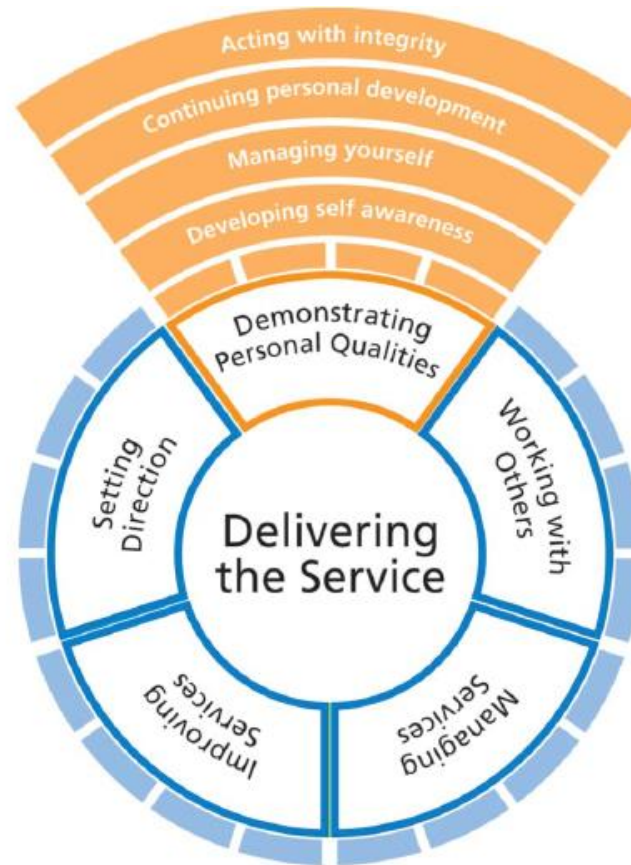 Acting with integrity
Continuing personal development
Managing yourself
Developing self awareness
Demonstrating
Personal Qualities
Working with
Others
Managing
Services
Improving
Services
Setting
Direction
Delivering
the Service